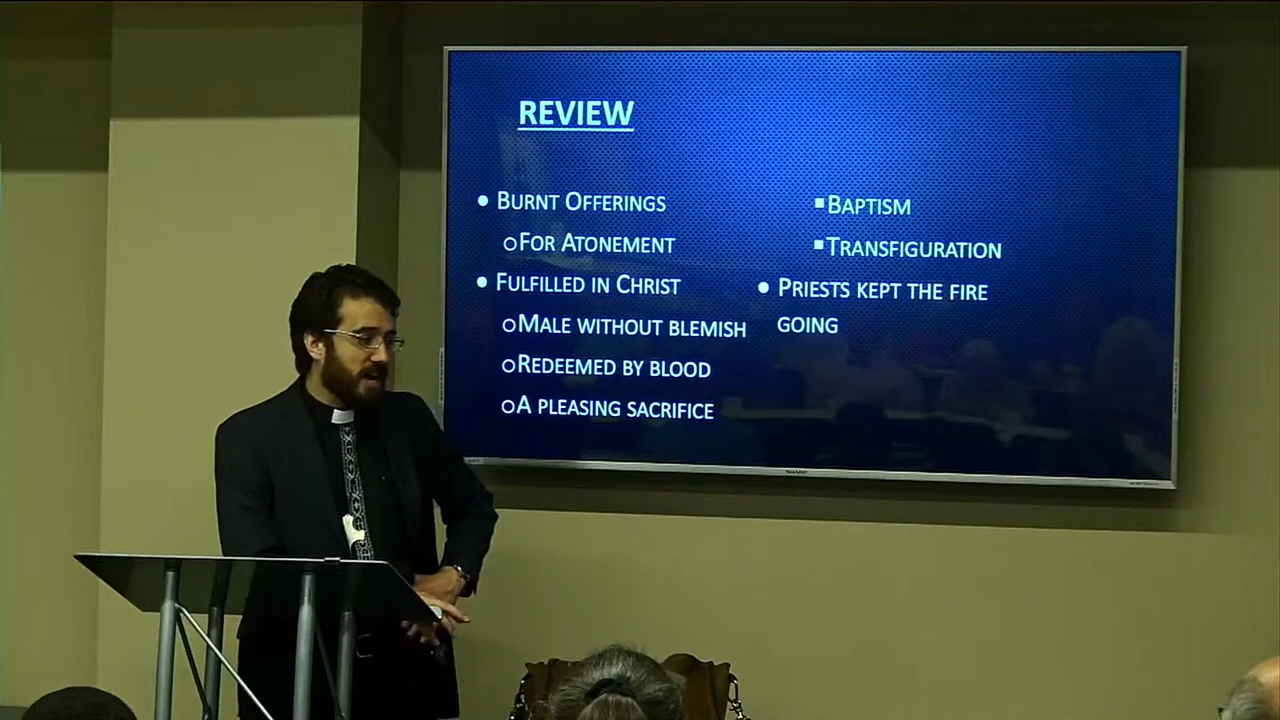 REVIEW
• BURNT OFFERINGS
○FOR ATONEMENT
• FULFILLED IN CHRIST
○MALE WITHOUT BLEMISH
○REDEEMED BY BLOOD
○A PLEASING SACRIFICE
▪BAPTISM
▪TRANSFIGURATION
• PRIESTS KEPT THE FIRE
GOING
SHARP